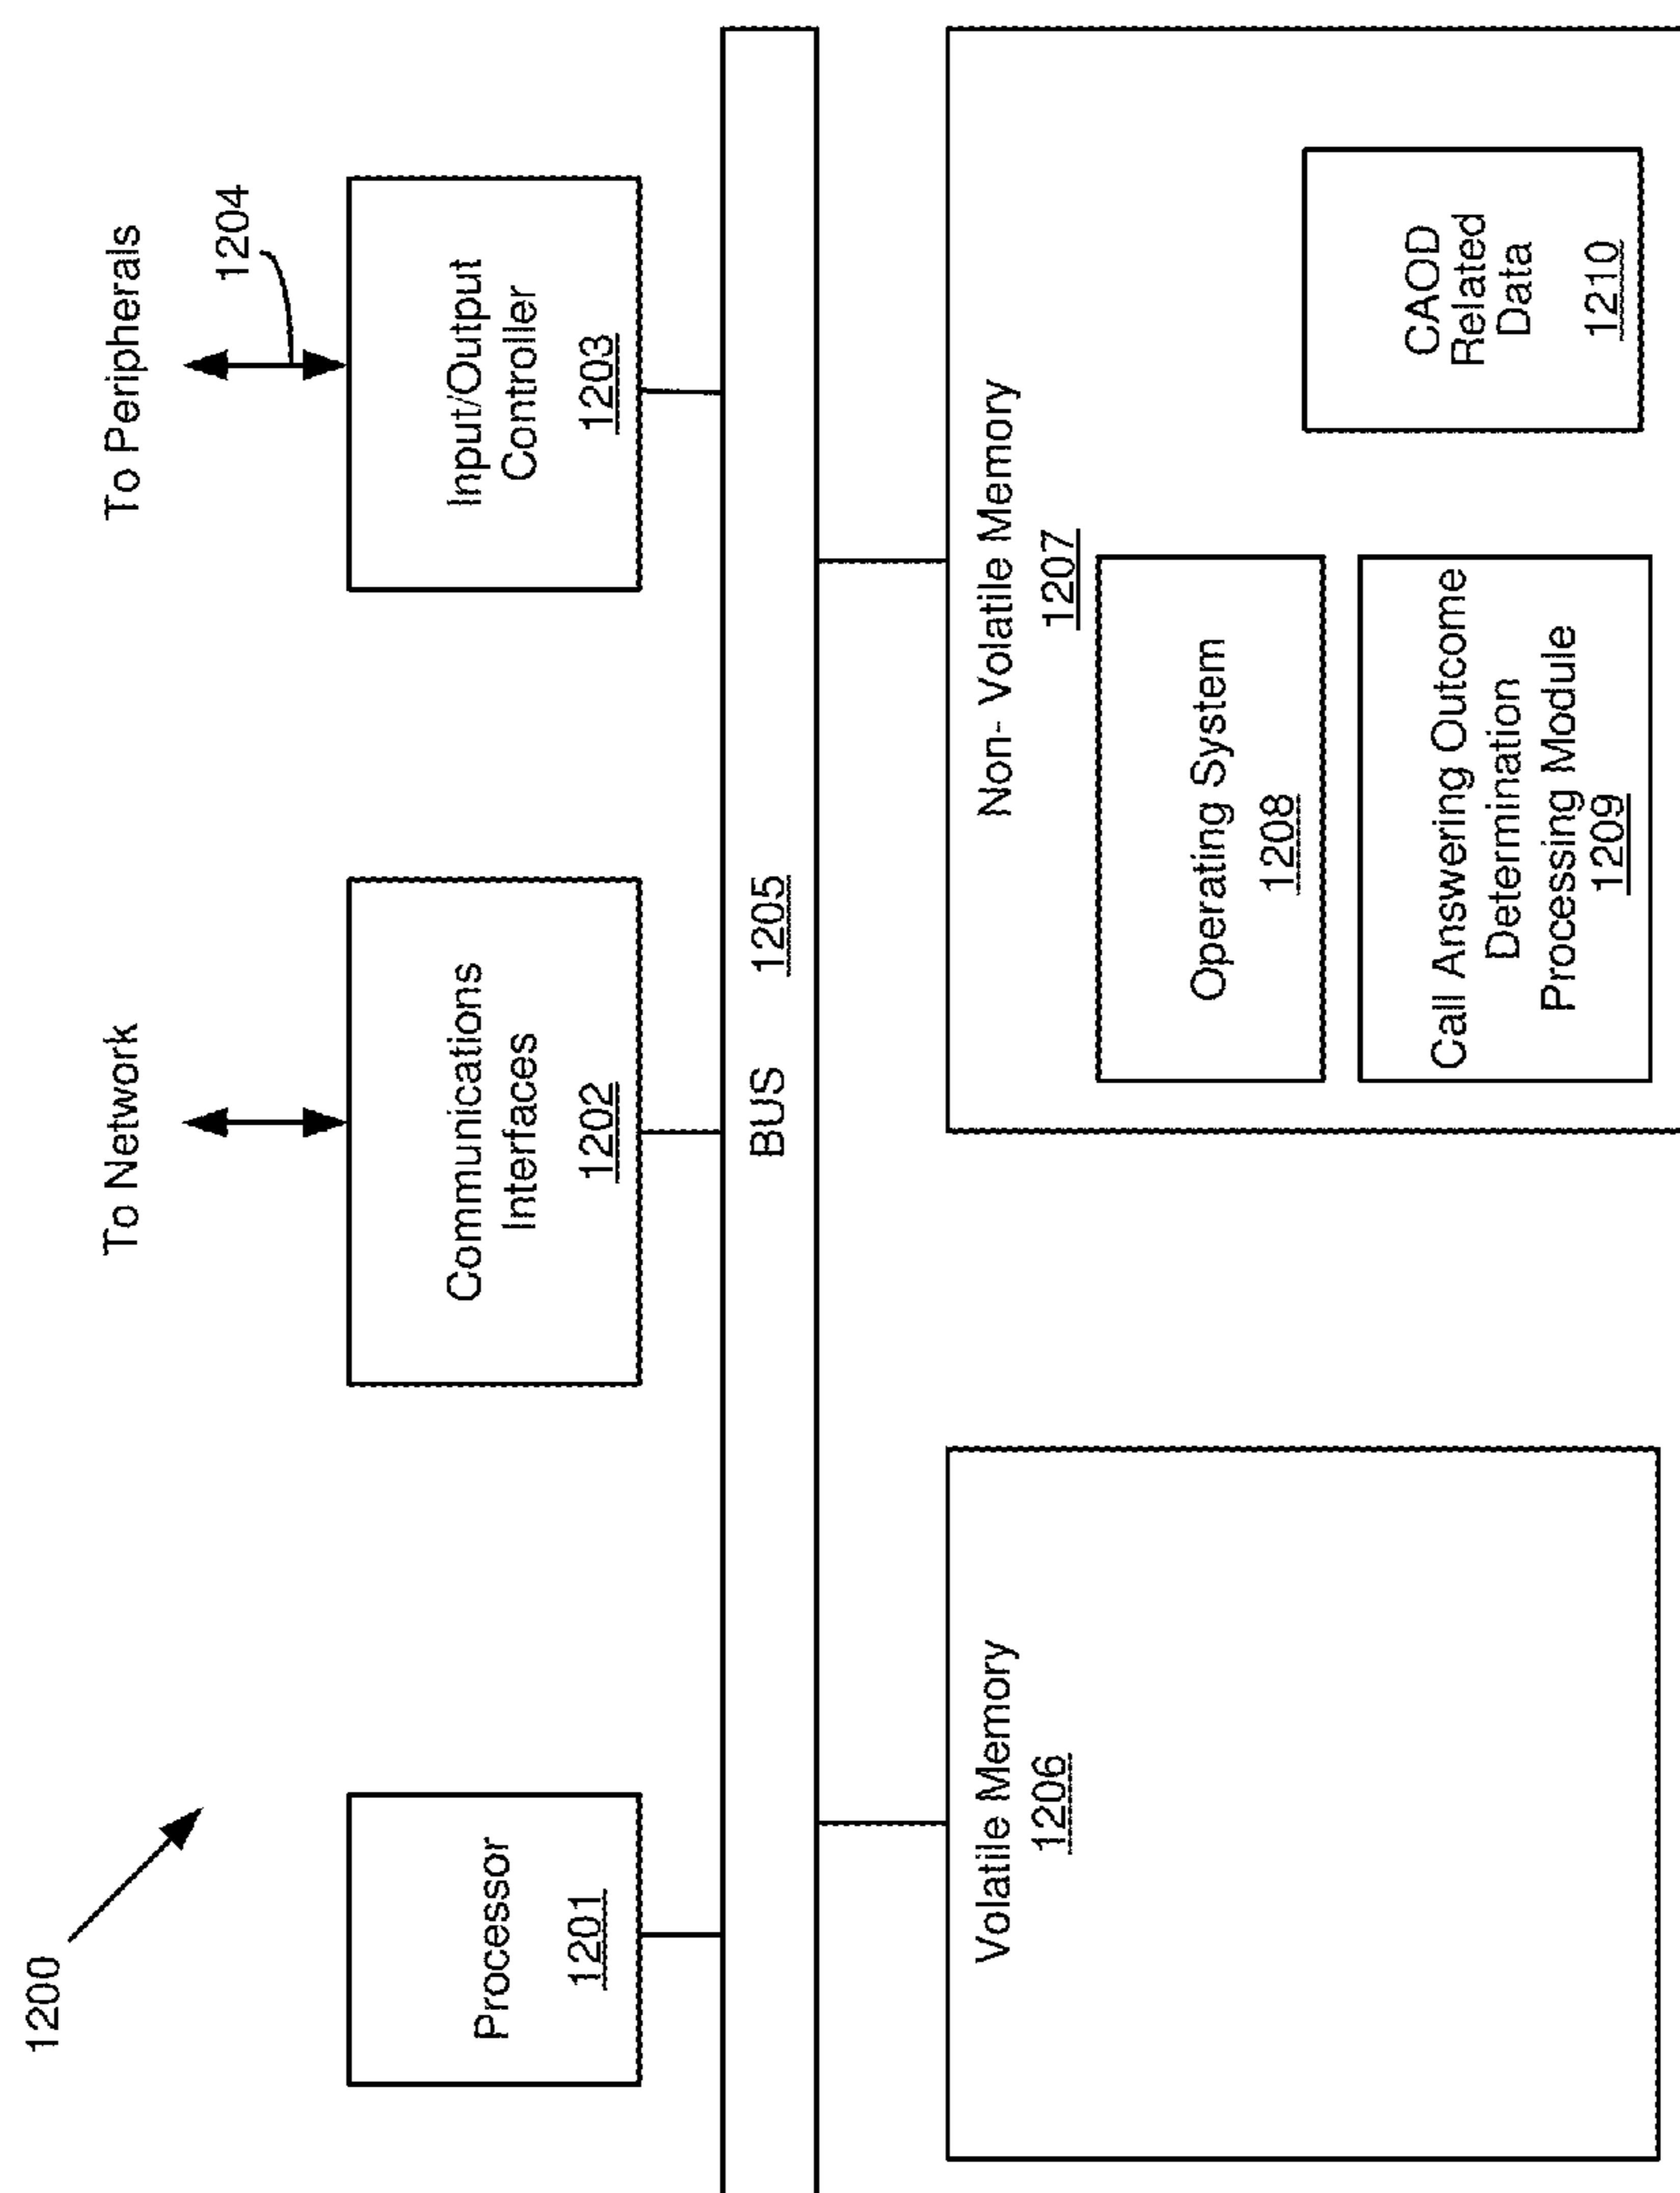 1200
To Network
To Peripherals
1204
Processor
1201
Communications
Interfaces
1202
Input/Output
Controller
1203
BUS 1205
Volatile Memory
1206
Non- Volatile Memory
1207
Operating System
1208
Call Answering Outcome
Determination
Processing Module
1209
CAOD
Related
Data
1210